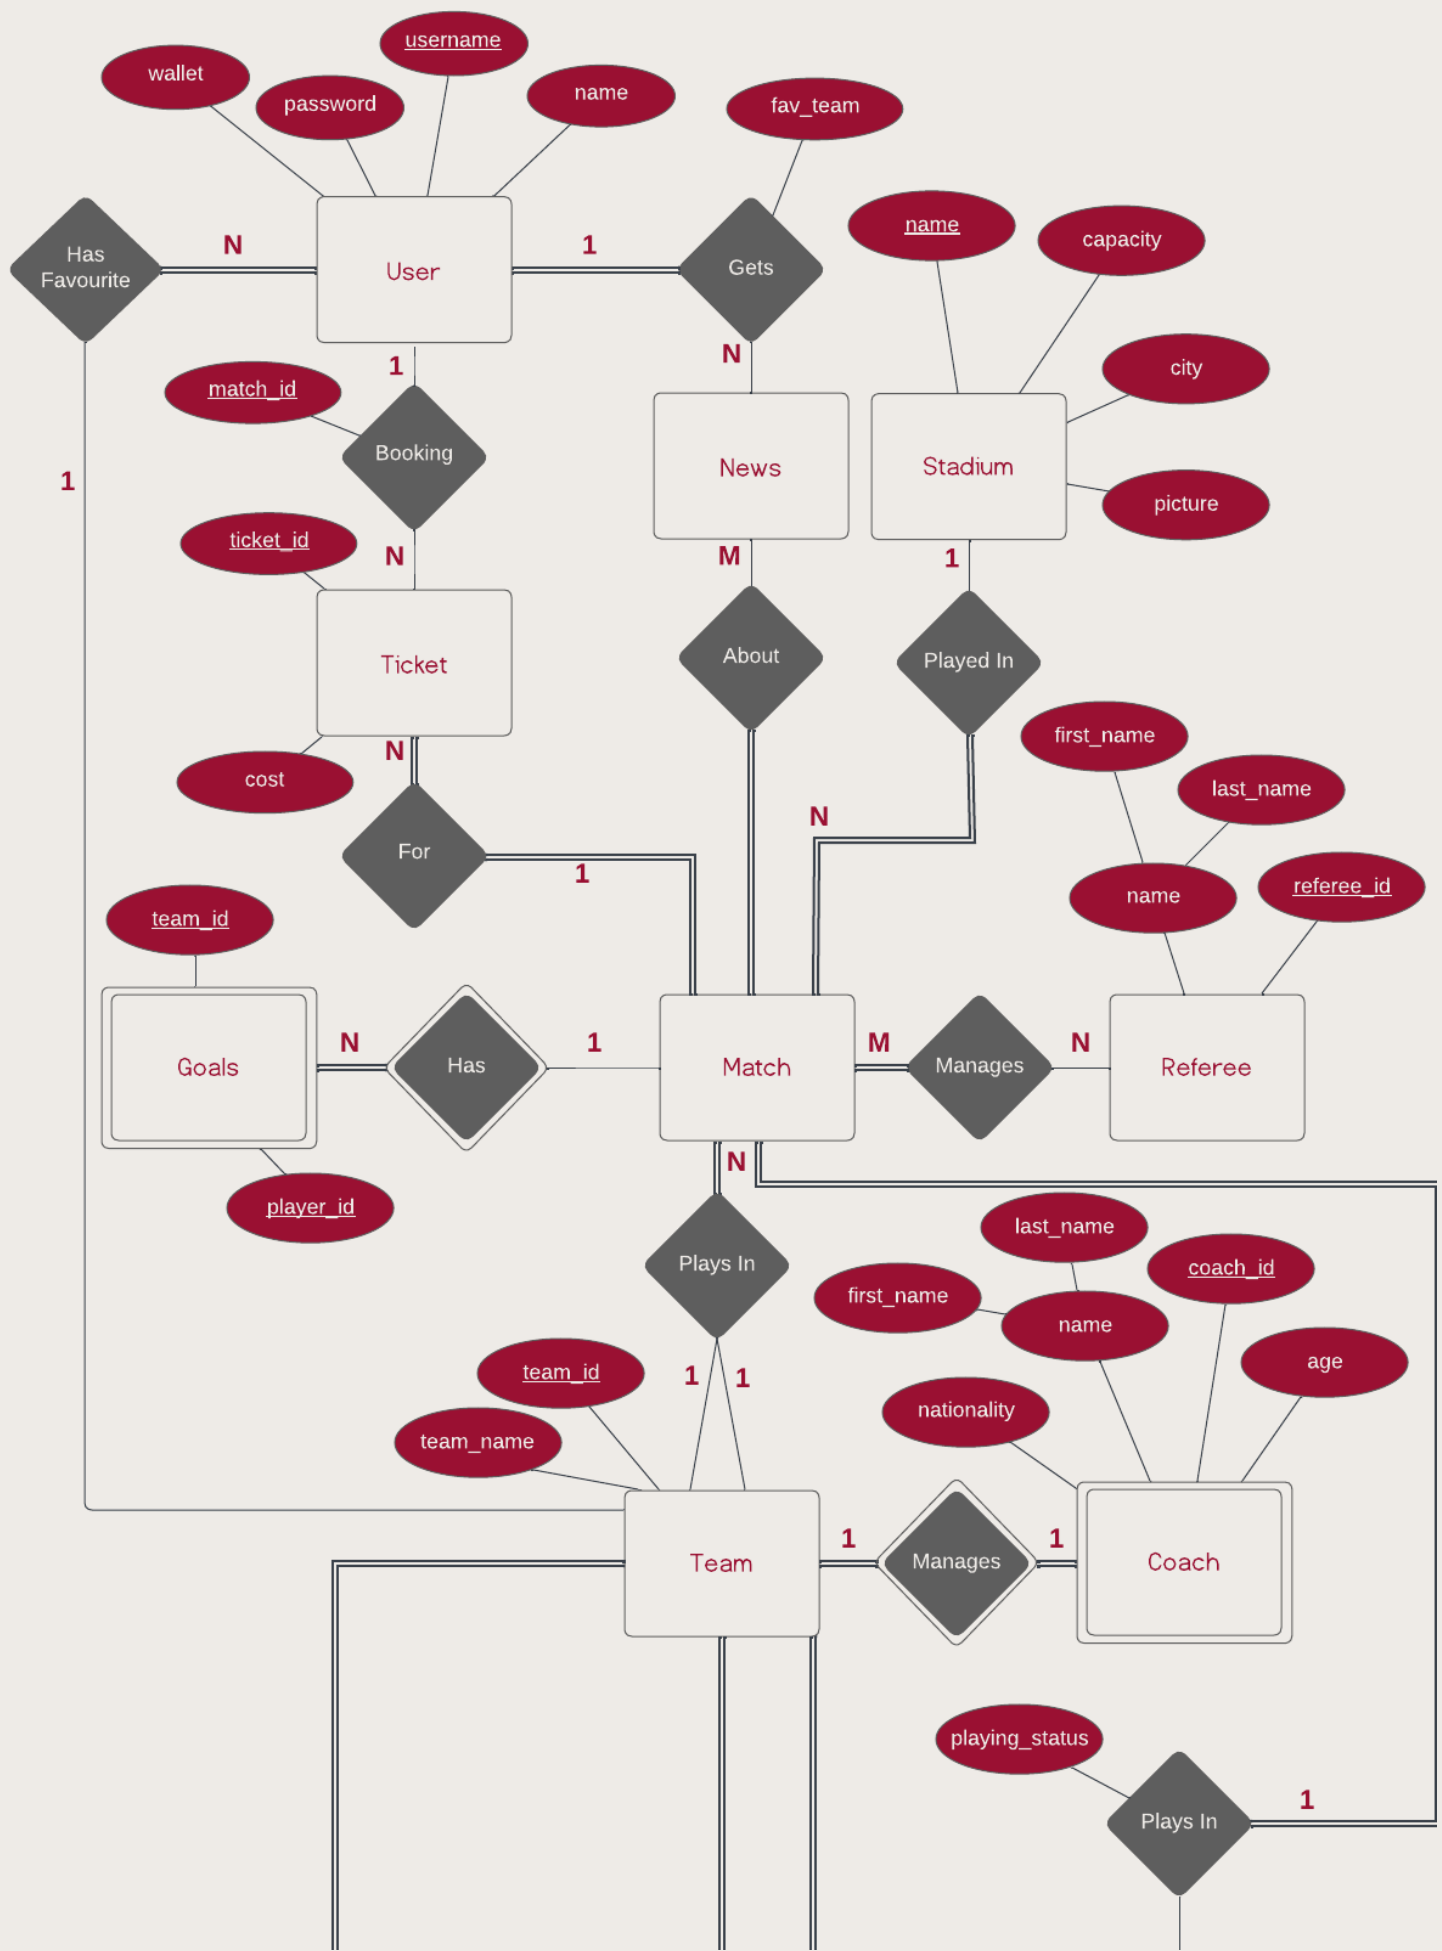 username
wallet
name
password
fav_team
name
capacity
Has
Favourite
N
User
1
Gets
1
N
city
match_id
Booking
News
Stadium
1
picture
ticket_id
N
M
1
Ticket
About
Played In
N
first_name
cost
last_name
N
For
1
name
referee_id
team_id
Goals
N
Has
1
Match
M
Manages
N
Referee
N
player_id
last_name
Plays In
coach_id
first_name
name
team_id
1
1
age
team_name
nationality
Team
1
Manages
1
Coach
playing_status
1
Plays In